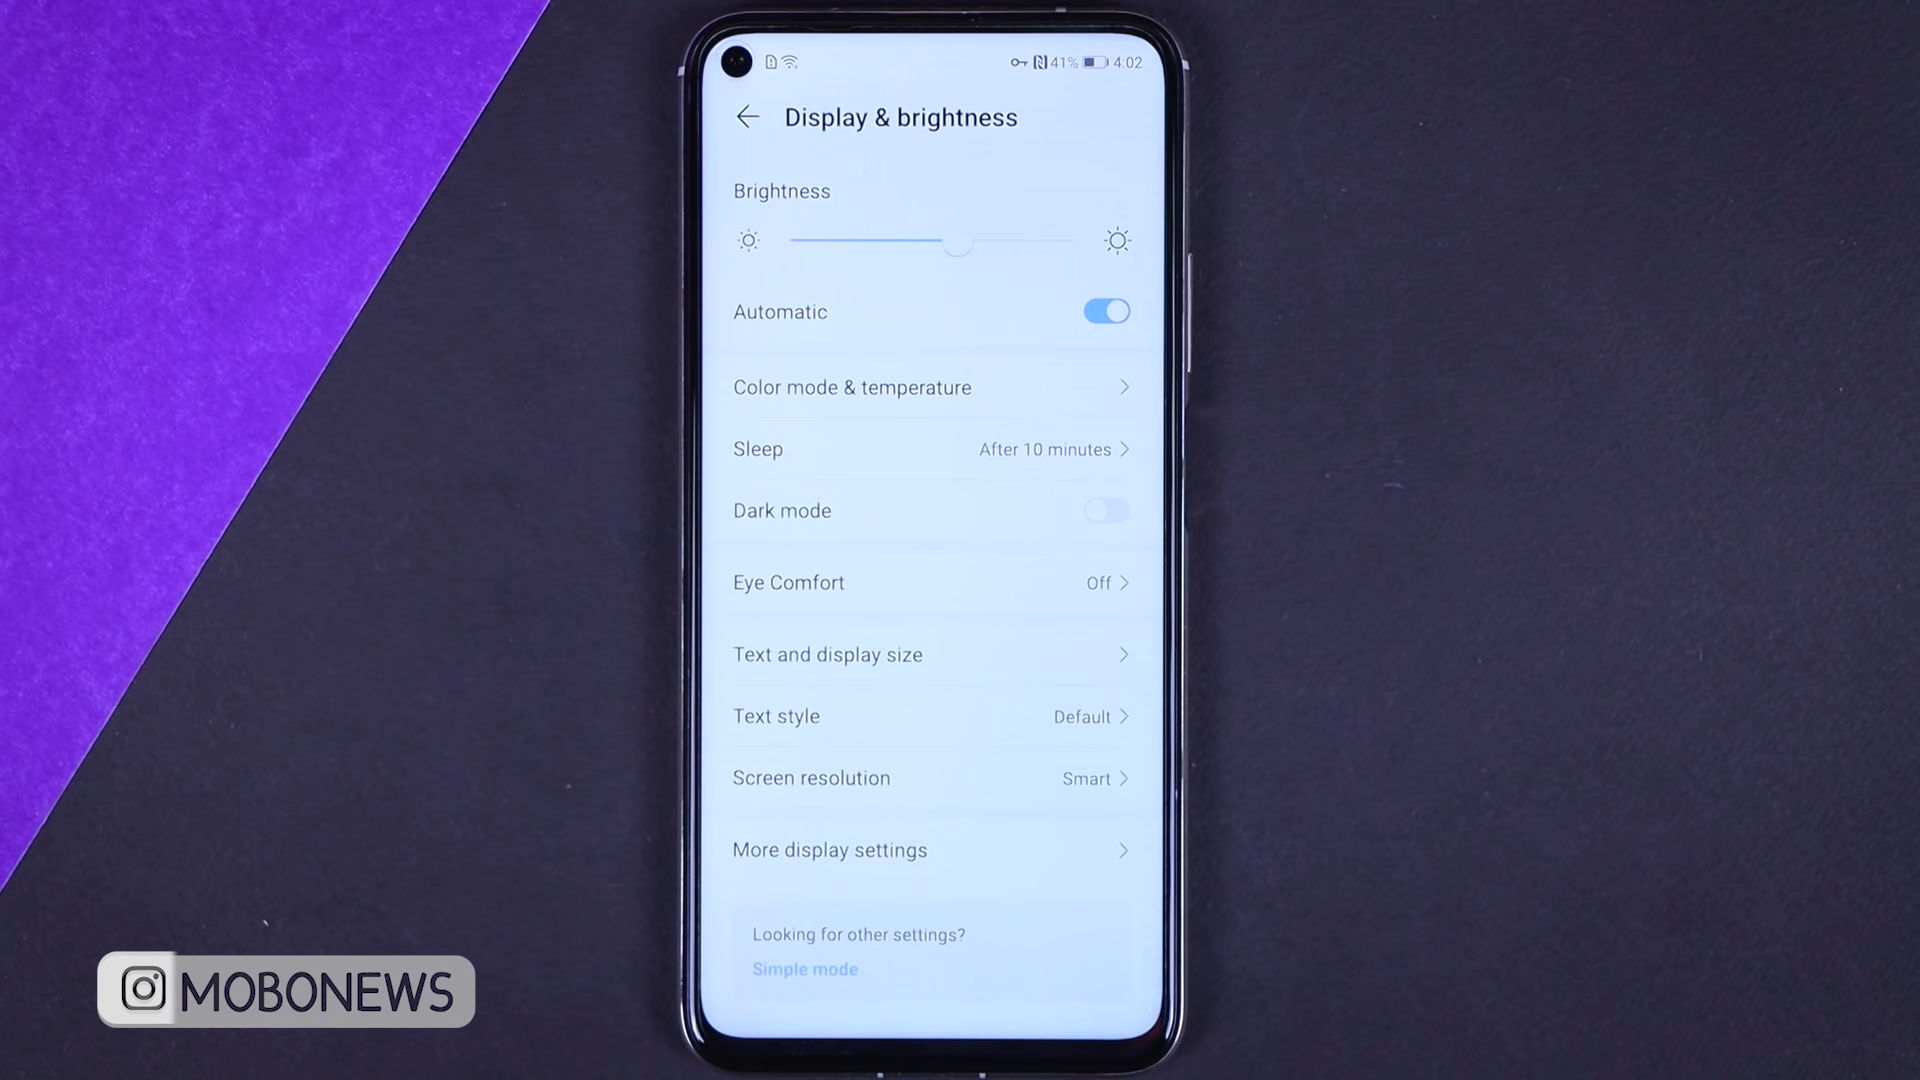 41% 4:02
Display & brightness
Brightness
Automatic
Color mode & temperature
Sleep After 10 minutes
Dark mode
Eye Comfort Off
Text and display size
Text style Default
Screen resolution Smart
More display settings
Looking for other settings?
Simple mode
MOBONEWS